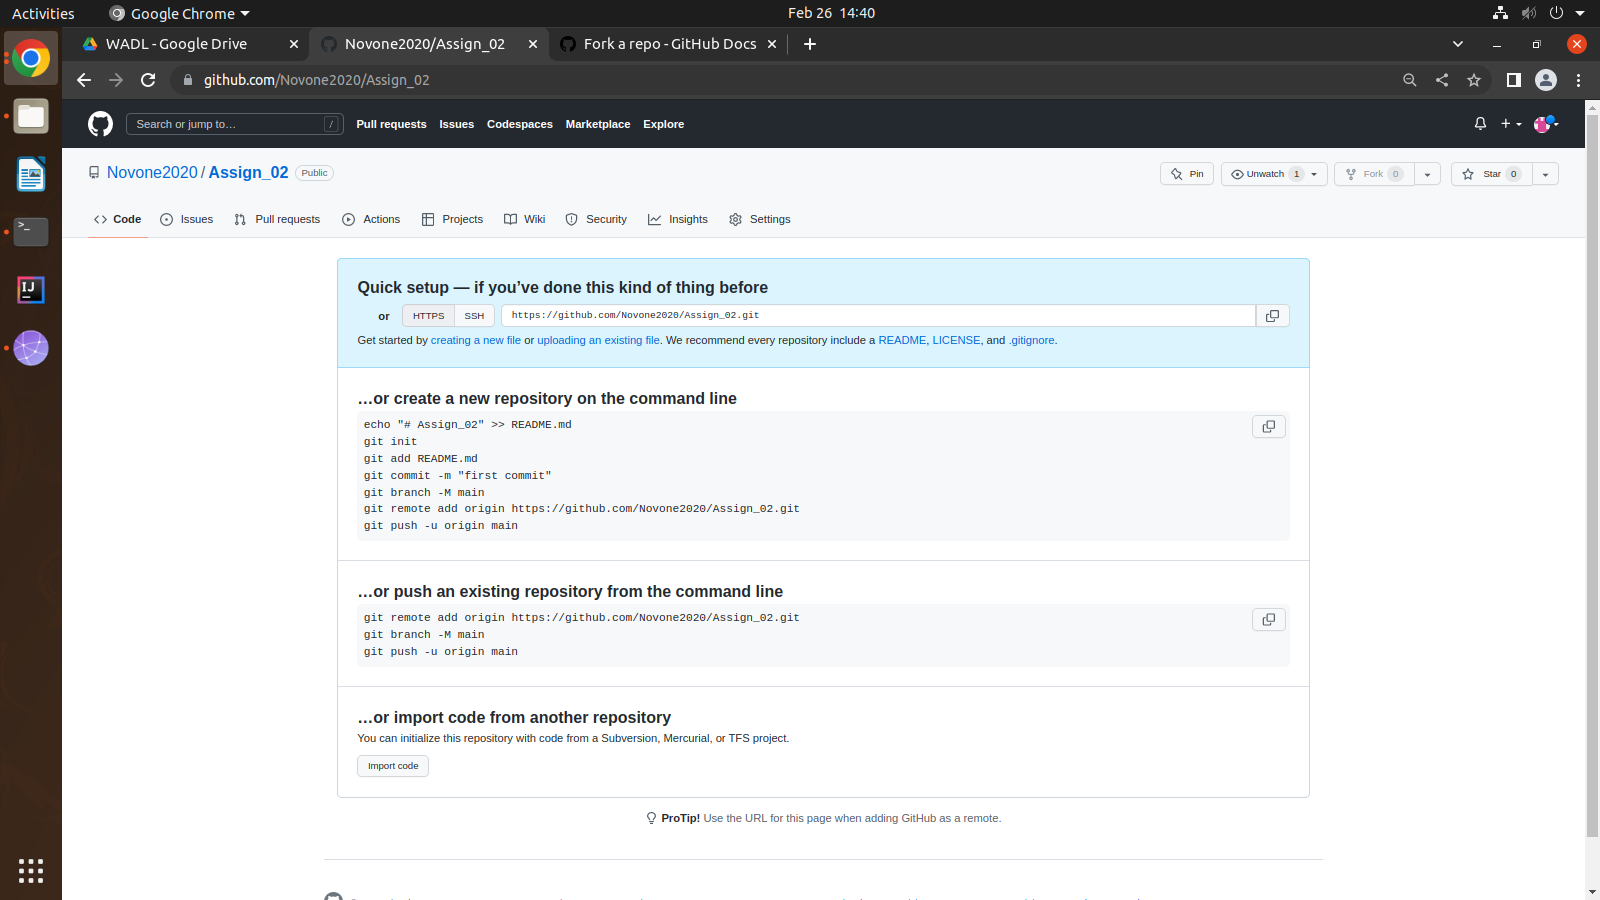 Activities
Google Chrome
Feb 26 14:40
WADL - Google Drive
Novone2020/Assign_02
Fork a repo - GitHub Docs
github.com/Novone2020/Assign_02
Search or jump to…
/
Pull requests
Issues
Codespaces
Marketplace
Explore
Novone2020 / Assign_02
Public
Pin
Unwatch 1
Fork 0
Star 0
Code
Issues
Pull requests
Actions
Projects
Wiki
Security
Insights
Settings
Quick setup — if you’ve done this kind of thing before
or
HTTPS
SSH
https://github.com/Novone2020/Assign_02.git
Get started by creating a new file or uploading an existing file. We recommend every repository include a README, LICENSE, and .gitignore.
…or create a new repository on the command line
echo "# Assign_02" >> README.md
git init
git add README.md
git commit -m "first commit"
git branch -M main
git remote add origin https://github.com/Novone2020/Assign_02.git
git push -u origin main
…or push an existing repository from the command line
git remote add origin https://github.com/Novone2020/Assign_02.git
git branch -M main
git push -u origin main
…or import code from another repository
You can initialize this repository with code from a Subversion, Mercurial, or TFS project.
Import code
ProTip! Use the URL for this page when adding GitHub as a remote.
>_
IJ